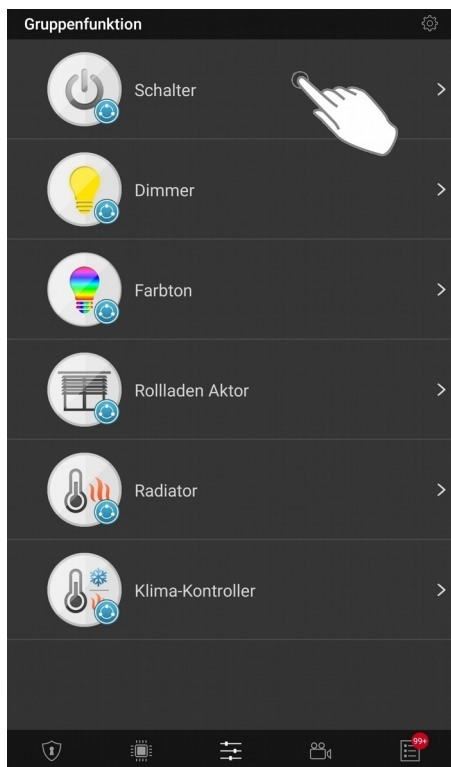 Gruppenfunktion
Schalter
Dimmer
Farbton
Rollladen Aktor
Radiator
Klima-Kontroller
99+